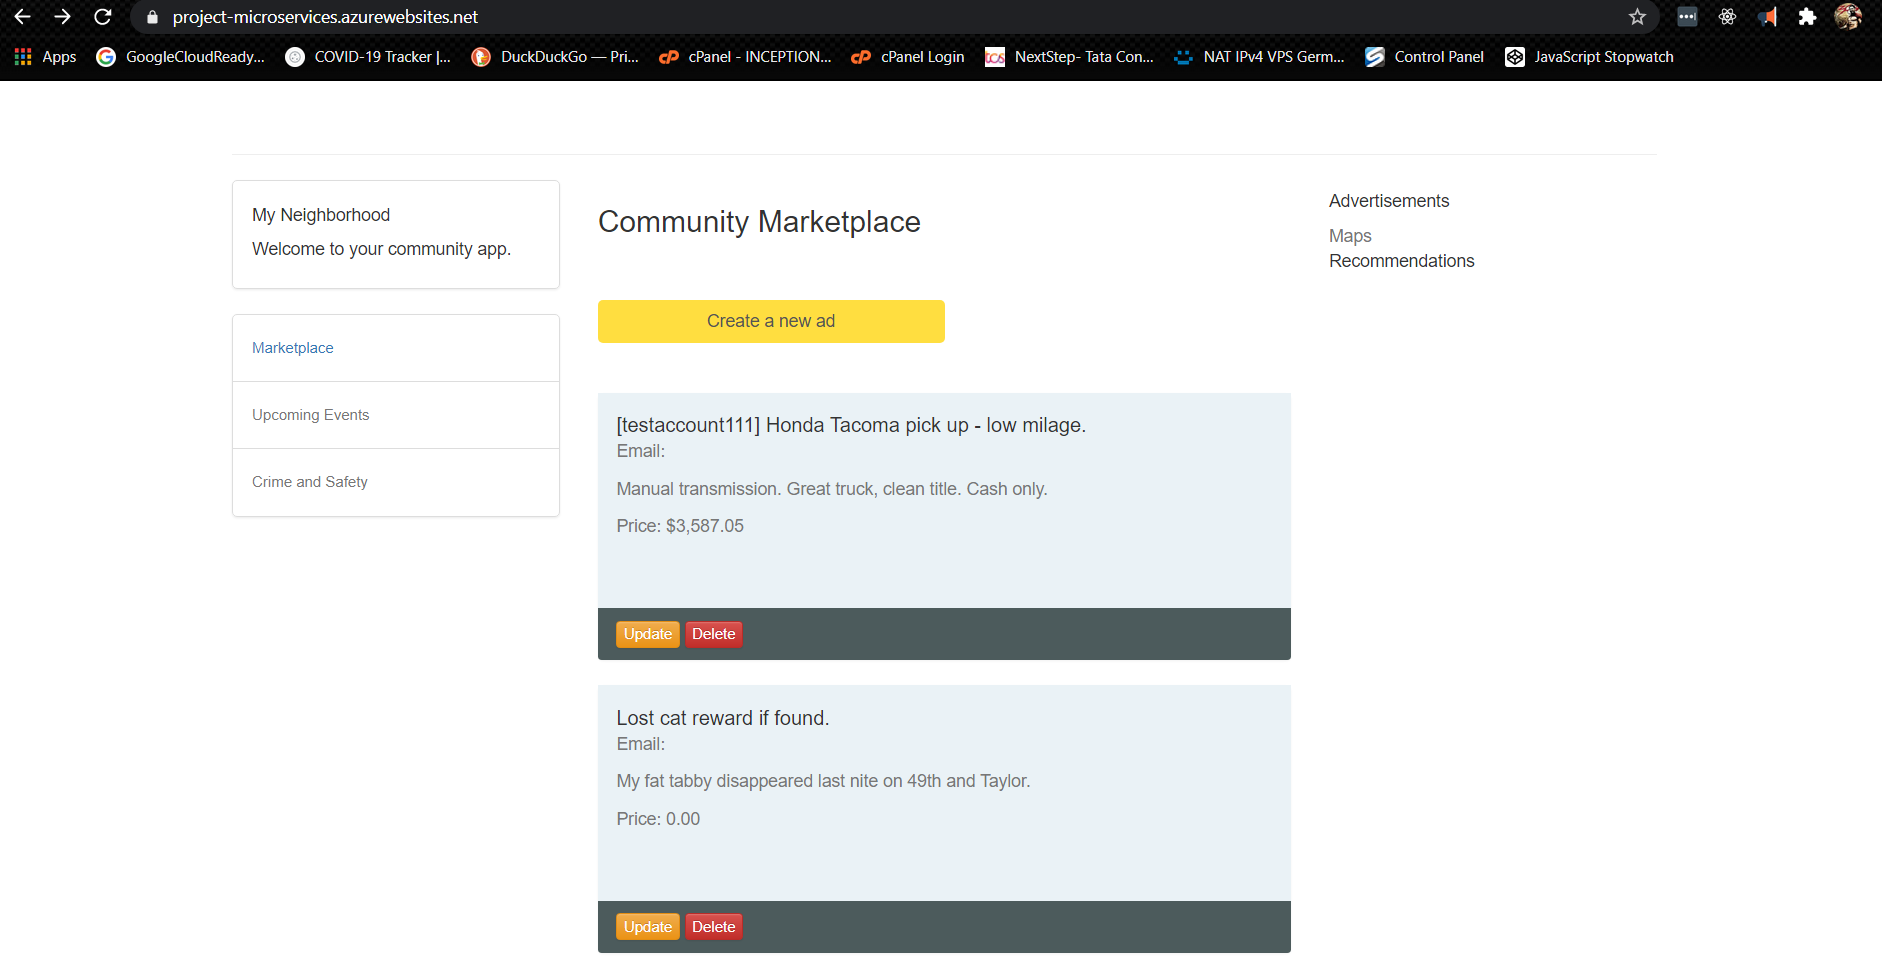 project-microservices.azurewebsites.net
Apps GoogleCloudReady... COVID-19 Tracker |... DuckDuckGo — Pri... cPanel - INCEPTION... cPanel Login NextStep- Tata Con... NAT IPv4 VPS Germ... Control Panel JavaScript Stopwatch
My Neighborhood
Welcome to your community app.
Marketplace
Upcoming Events
Crime and Safety
Community Marketplace
Create a new ad
[testaccount111] Honda Tacoma pick up - low milage.
Email:
Manual transmission. Great truck, clean title. Cash only.
Price: $3,587.05
Update Delete
Lost cat reward if found.
Email:
My fat tabby disappeared last nite on 49th and Taylor.
Price: 0.00
Update Delete
Advertisements
Maps
Recommendations